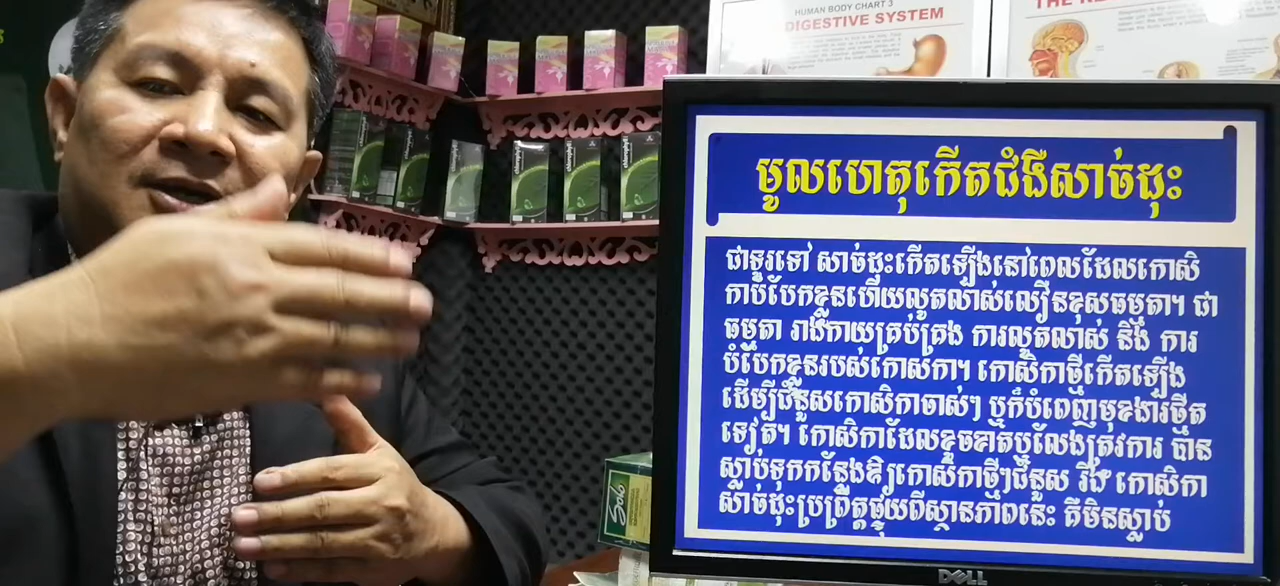 HUMAN BODY CHART 3
DIGESTIVE SYSTEM
chlorophyll
chlorophyll
chlorophyll
chlorophyll
មូលហេតុកើតជំងឺសាច់ដុះ
ជាទូរទៅ សាច់ដុះកើតឡើងនៅពេលដែលកោសិ
កាបំបែកខ្លួនហើយលូតលាស់លឿនខុសធម្មតា។ ជា
ធម្មតា រាងកាយគ្រប់គ្រង ការលូតលាស់ និង ការ
បំបែកខ្លួនរបស់កោសិកា។ កោសិកាថ្មីកើតឡើង
ដើម្បីជំនួសកោសិកាចាស់ៗ ឬក៏បំពេញមុខងារថ្មីត
ទៀត។ កោសិកាដែលខូចខាតឬលែងត្រូវការ បាន
ស្លាប់ទុកកន្លែងឱ្យកោសិកាថ្មីៗជំនួស រីឯ កោសិកា
សាច់ដុះប្រព្រឹត្តផ្ទុយពីស្ថានភាពនេះ គឺមិនស្លាប់
DELL